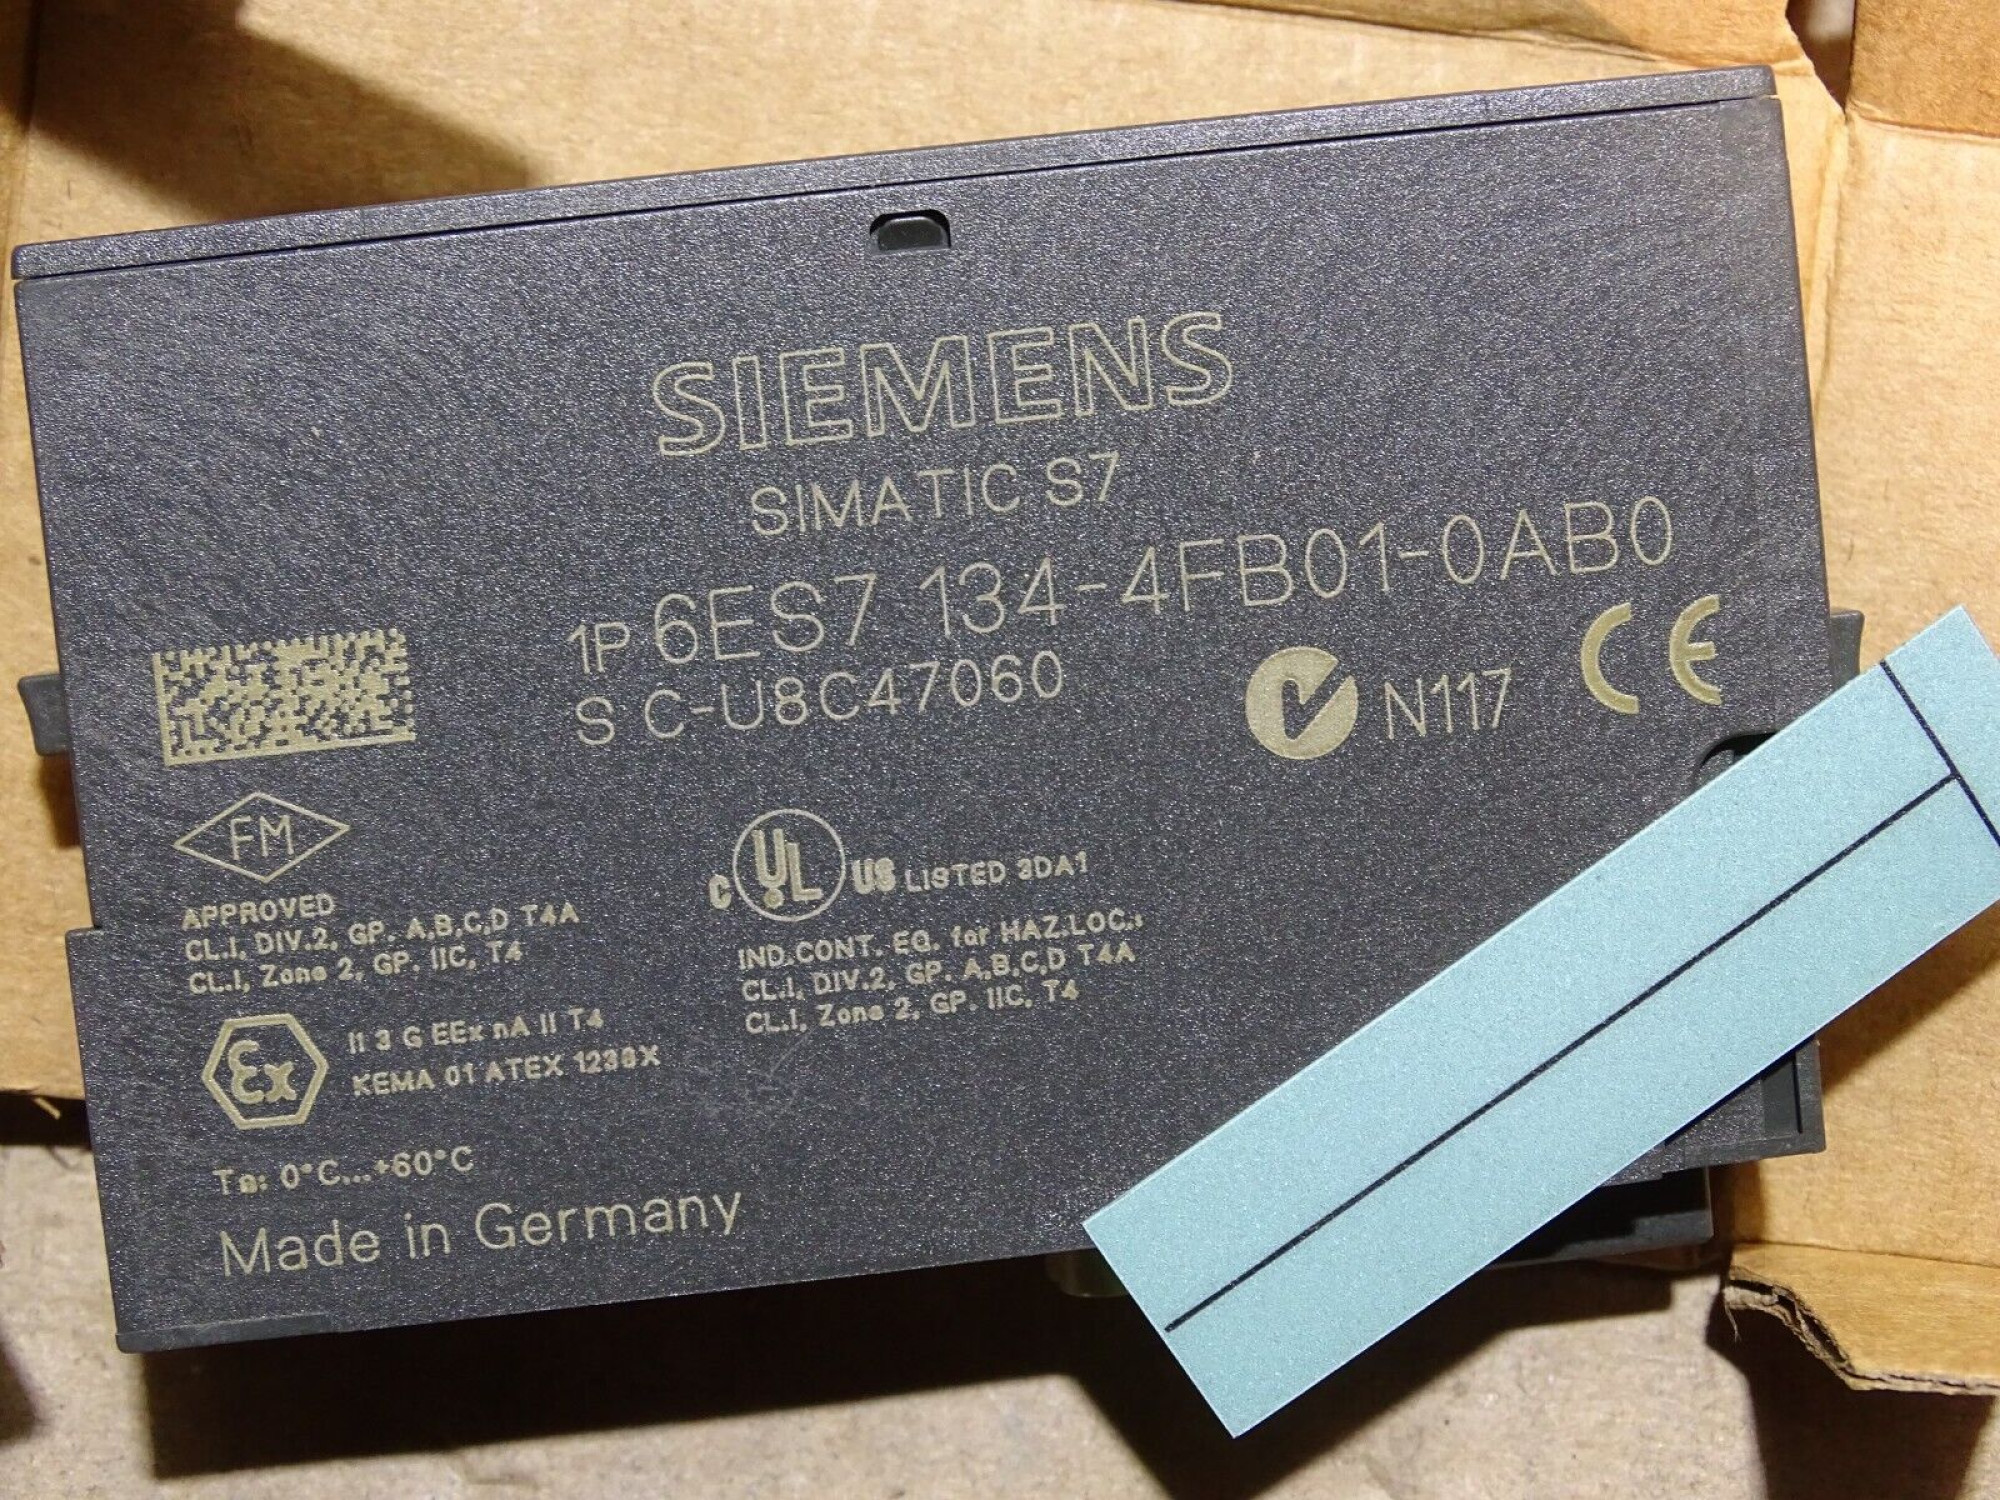 SIEMENS
SIMATIC S7
1P 6ES7 134-4FB01-0AB0
S C-U8C47060
N117 CE
FM
APPROVED
CL.I, DIV.2, GP. A,B,C,D T4A
CL.I, Zone 2, GP. IIC, T4
C UL US LISTED 3DA1
IND.CONT. EQ. for HAZ.LOC.:
CL.I, DIV.2, GP. A,B,C,D T4A
CL.I, Zone 2, GP. IIC, T4
Ex
II 3 G EEx nA II T4
KEMA 01 ATEX 1238X
Ta: 0°C...+60°C
Made in Germany